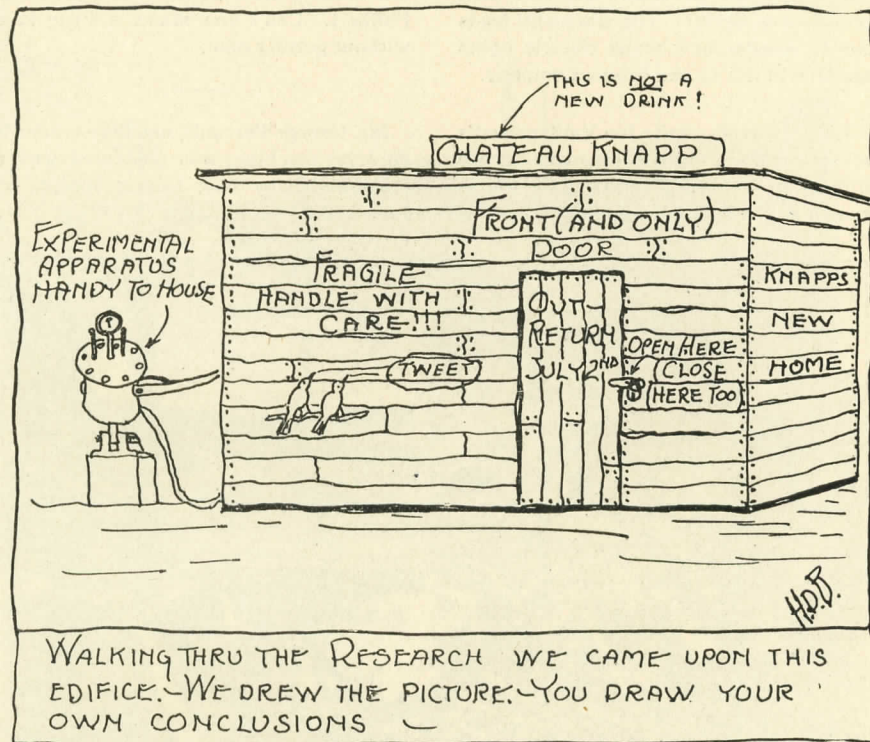 THIS IS NOT A
NEW DRINK!
CHATEAU KNAPP
FRONT (AND ONLY)
DOOR
EXPERIMENTAL
APPARATUS
HANDY TO HOUSE
FRAGILE
HANDLE WITH
CARE!!!
TWEET
OUT
RETURN
JULY 2ND
OPEN HERE
(CLOSE
HERE TOO)
KNAPPS
NEW
HOME
T
H.D.B.
WALKING THRU THE RESEARCH WE CAME UPON THIS
EDIFICE.-WE DREW THE PICTURE.-YOU DRAW YOUR
OWN CONCLUSIONS —